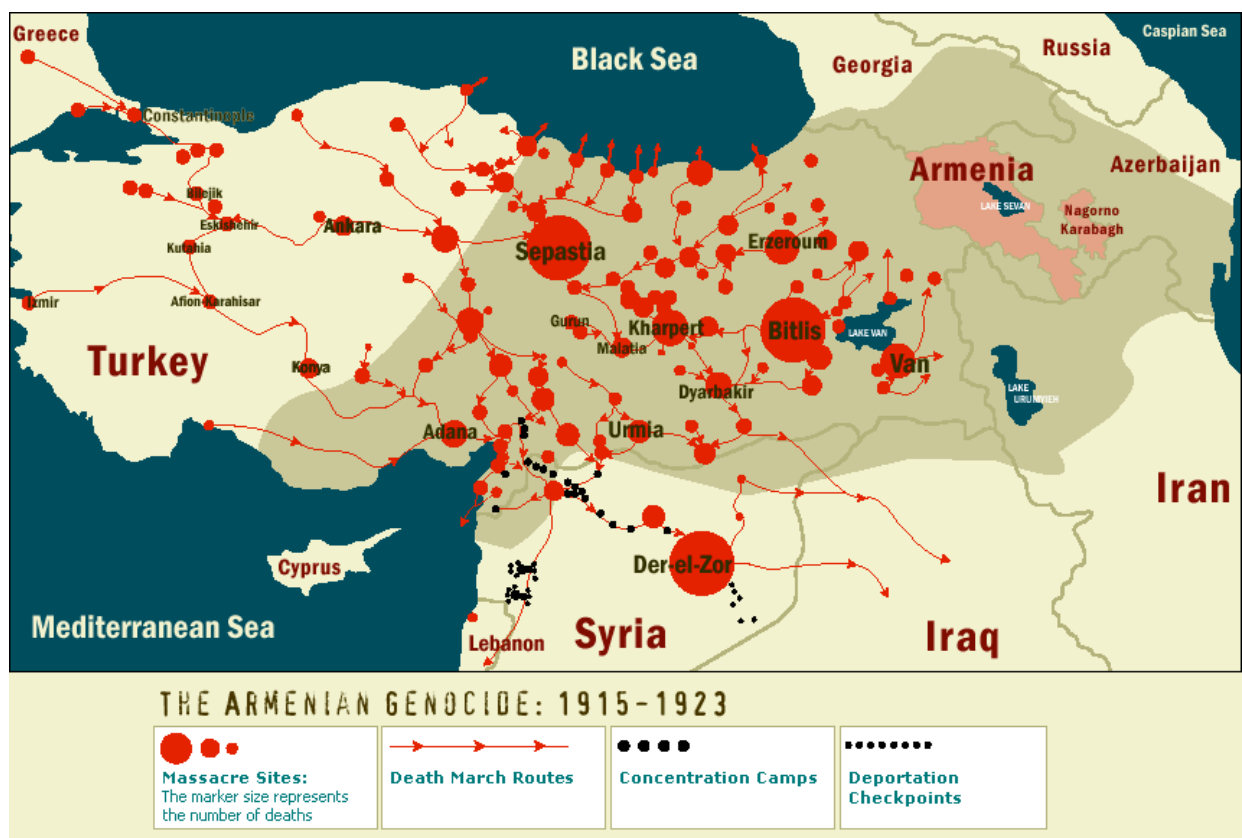 Greece
Black Sea
Georgia
Russia
Caspian Sea
Constantinople
Armenia
Azerbaijan
LAKE SEVAN
Nagorno
Karabagh
Bilejik
Eskishehir
Ankara
Kutahia
Sepastia
Erzeroum
Izmir
Afion-Karahisar
Gurun
Kharpert
Bitlis
LAKE VAN
Malatia
Turkey
Konya
Van
Dyarbakir
LAKE
URUMVIEH
Adana
Urmia
Iran
Cyprus
Der-el-Zor
Mediterranean Sea
Lebanon
Syria
Iraq
THE ARMENIAN GENOCIDE: 1915-1923
Massacre Sites:
The marker size represents
the number of deaths
Death March Routes
Concentration Camps
Deportation
Checkpoints